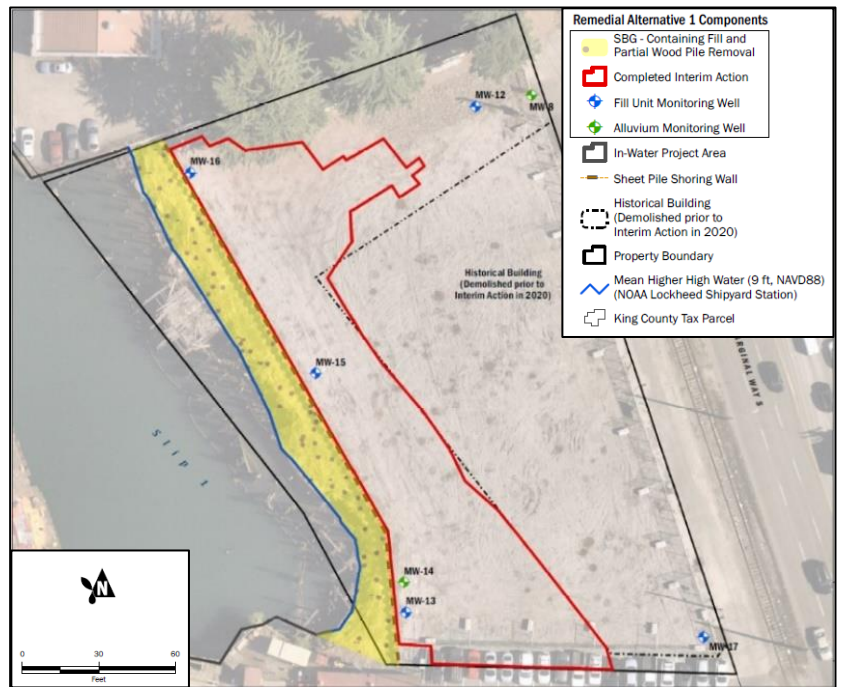 Remedial Alternative 1 Components
SBG - Containing Fill and
Partial Wood Pile Removal
Completed Interim Action
Fill Unit Monitoring Well
Alluvium Monitoring Well
In-Water Project Area
Sheet Pile Shoring Wall
Historical Building
(Demolished prior to
Interim Action in 2020)
Property Boundary
Mean Higher High Water (9 ft, NAVD88)
(NOAA Lockheed Shipyard Station)
King County Tax Parcel
MW-12
MW-8
MW-16
Historical Building
(Demolished prior to
Interim Action in 2020)
MW-15
RGINAL WAY S
Slip 1
MW-14
MW-13
MW-17
N
0 30 60
Feet